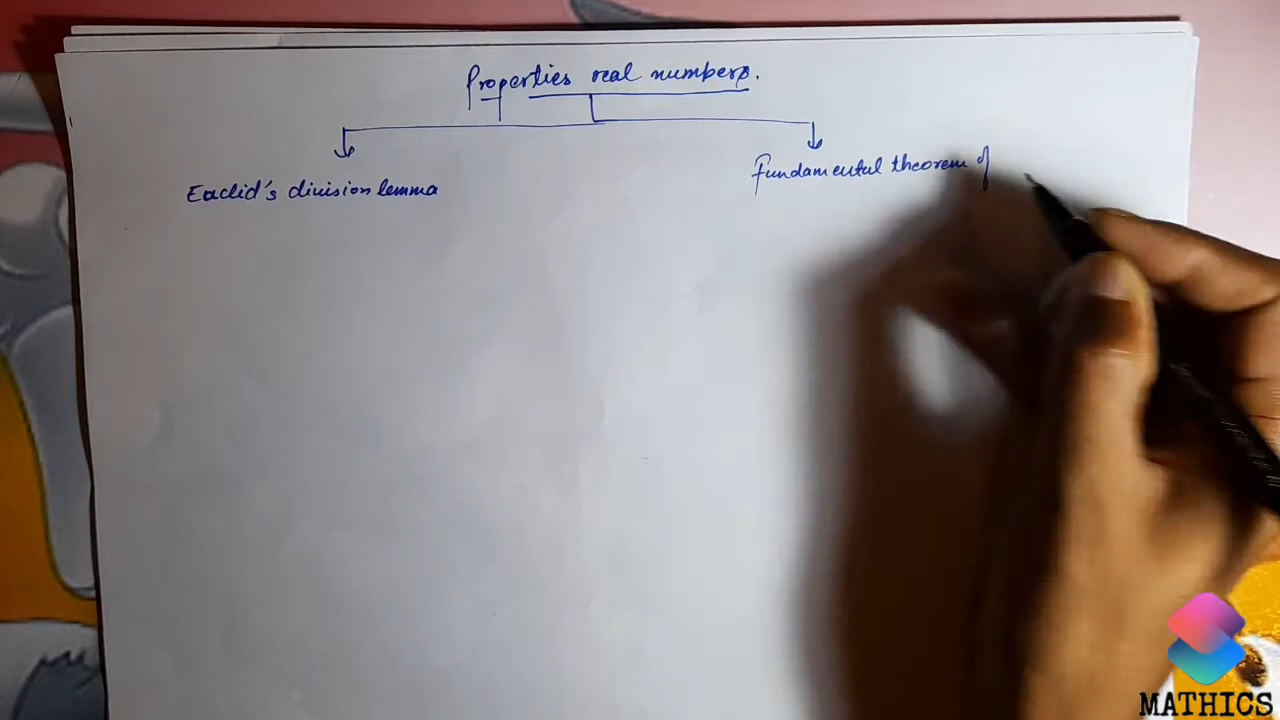 Properties real numbers.
Euclid's division lemma
Fundamental theorem of
MATHICS